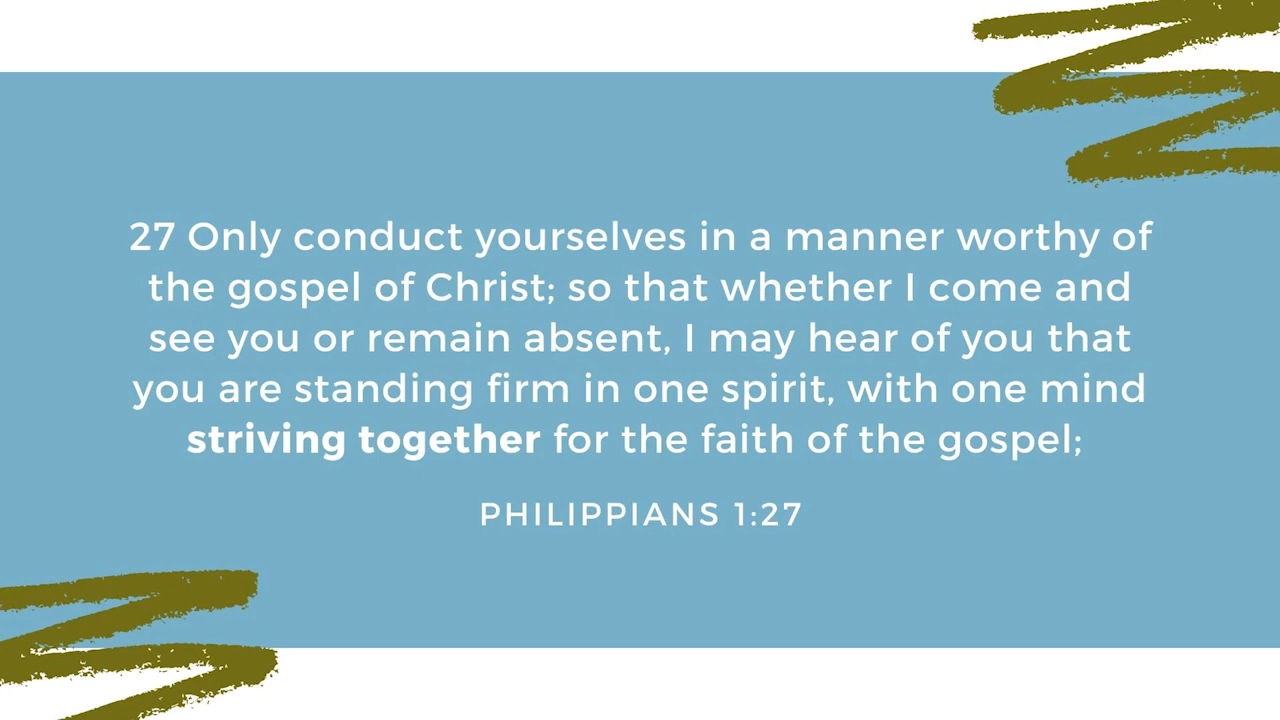 27 Only conduct yourselves in a manner worthy of
the gospel of Christ; so that whether I come and
see you or remain absent, I may hear of you that
you are standing firm in one spirit, with one mind
striving together for the faith of the gospel;
PHILIPPIANS 1:27